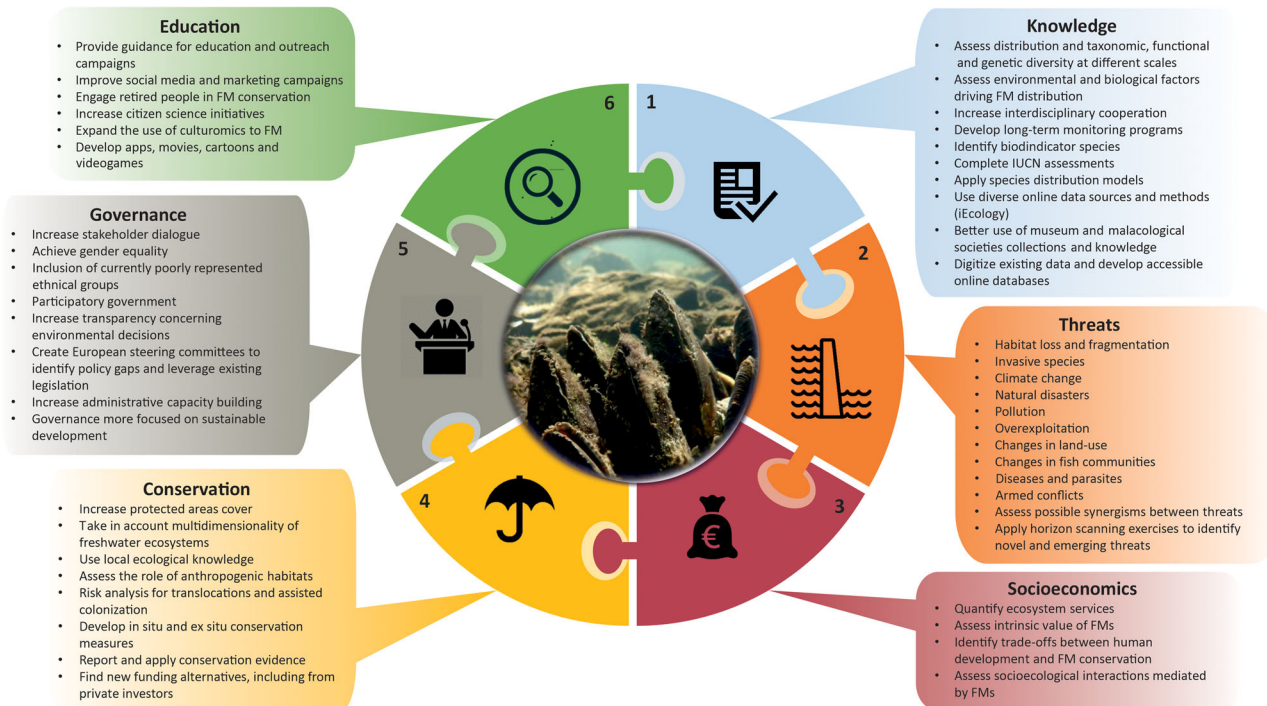 Education
• Provide guidance for education and outreach
campaigns
• Improve social media and marketing campaigns
• Engage retired people in FM conservation
• Increase citizen science initiatives
• Expand the use of culturomics to FM
• Develop apps, movies, cartoons and
videogames
Knowledge
• Assess distribution and taxonomic, functional
and genetic diversity at different scales
• Assess environmental and biological factors
driving FM distribution
• Increase interdisciplinary cooperation
• Develop long-term monitoring programs
• Identify biodindicator species
• Complete IUCN assessments
• Apply species distribution models
• Use diverse online data sources and methods
(iEcology)
• Better use of museum and malacological
societies collections and knowledge
• Digitize existing data and develop accessible
online databases
Governance
• Increase stakeholder dialogue
• Achieve gender equality
• Inclusion of currently poorly represented
ethnical groups
• Participatory government
• Increase transparency concerning
environmental decisions
• Create European steering committees to
identify policy gaps and leverage existing
legislation
• Increase administrative capacity building
• Governance more focused on sustainable
development
Threats
• Habitat loss and fragmentation
• Invasive species
• Climate change
• Natural disasters
• Pollution
• Overexploitation
• Changes in land-use
• Changes in fish communities
• Diseases and parasites
• Armed conflicts
• Assess possible synergisms between threats
• Apply horizon scanning exercises to identify
novel and emerging threats
Conservation
• Increase protected areas cover
• Take in account multidimensionality of
freshwater ecosystems
• Use local ecological knowledge
• Assess the role of anthropogenic habitats
• Risk analysis for translocations and assisted
colonization
• Develop in situ and ex situ conservation
measures
• Report and apply conservation evidence
• Find new funding alternatives, including from
private investors
Socioeconomics
• Quantify ecosystem services
• Assess intrinsic value of FMs
• Identify trade-offs between human
development and FM conservation
• Assess socioecological interactions mediated
by FMs
6
1
5
2
4
3
€